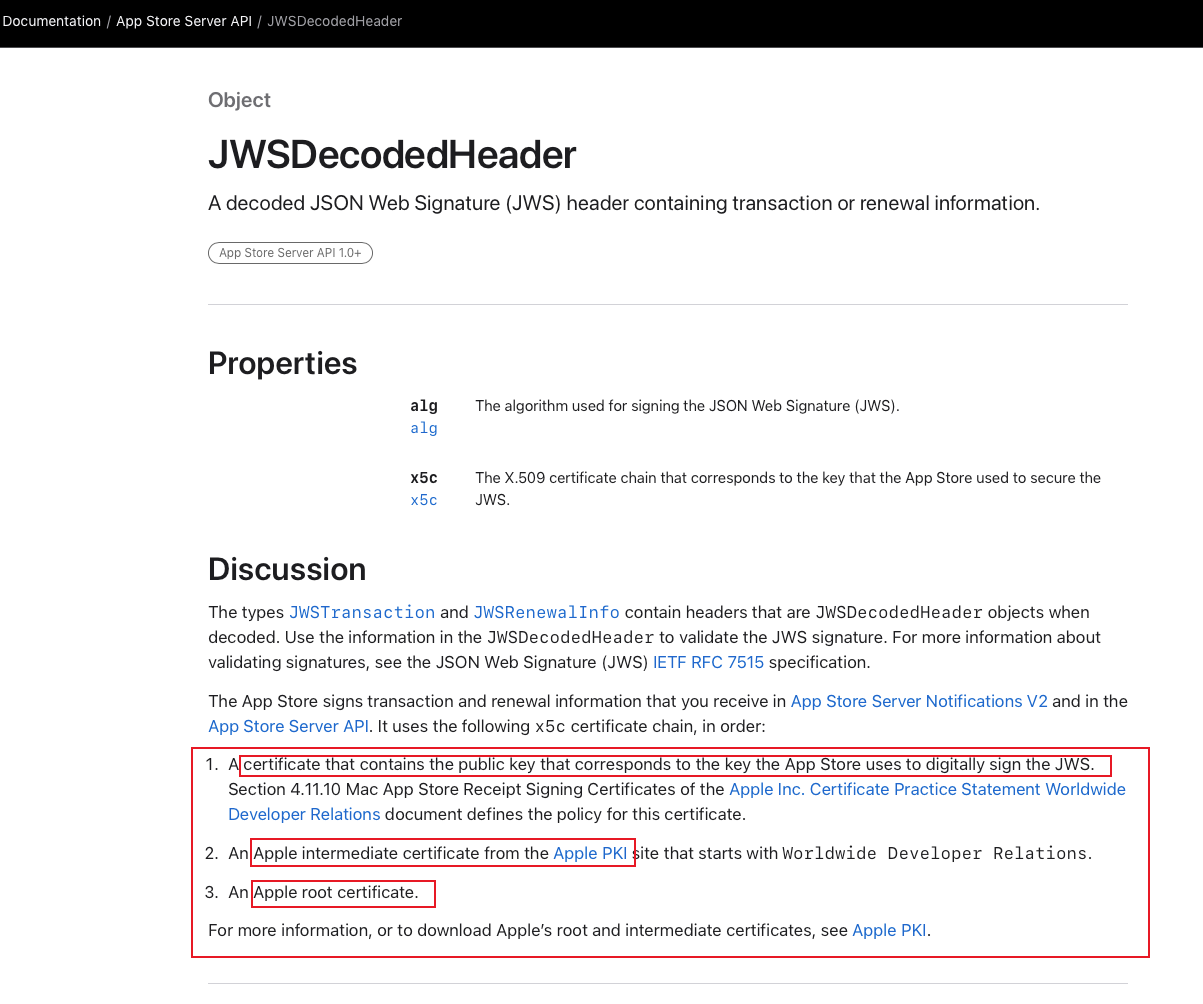 Documentation / App Store Server API / JWSDecodedHeader
Object
JWSDecodedHeader
A decoded JSON Web Signature (JWS) header containing transaction or renewal information.
App Store Server API 1.0+
Properties
alg The algorithm used for signing the JSON Web Signature (JWS).
alg
x5c The X.509 certificate chain that corresponds to the key that the App Store used to secure the
x5c JWS.
Discussion
The types JWSTransaction and JWSRenewalInfo contain headers that are JWSDecodedHeader objects when
decoded. Use the information in the JWSDecodedHeader to validate the JWS signature. For more information about
validating signatures, see the JSON Web Signature (JWS) IETF RFC 7515 specification.
The App Store signs transaction and renewal information that you receive in App Store Server Notifications V2 and in the
App Store Server API. It uses the following x5c certificate chain, in order:
1. A certificate that contains the public key that corresponds to the key the App Store uses to digitally sign the JWS.
Section 4.11.10 Mac App Store Receipt Signing Certificates of the Apple Inc. Certificate Practice Statement Worldwide
Developer Relations document defines the policy for this certificate.
2. An Apple intermediate certificate from the Apple PKI site that starts with Worldwide Developer Relations.
3. An Apple root certificate.
For more information, or to download Apple's root and intermediate certificates, see Apple PKI.